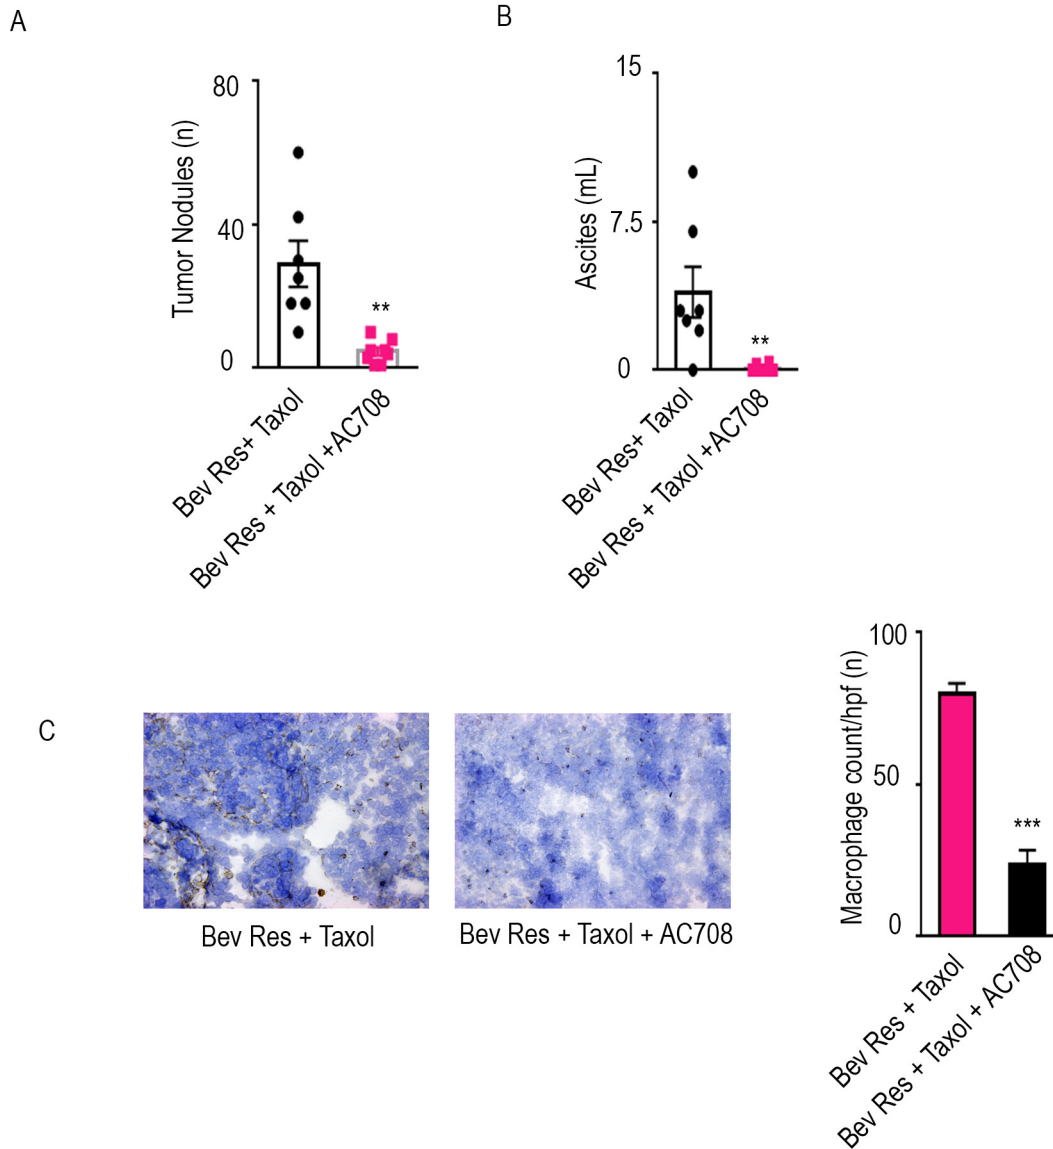 A
Tumor Nodules (n)
80
40
0
**
Bev Res+ Taxol
Bev Res + Taxol +AC708
B
Ascites (mL)
15
7.5
0
**
Bev Res+ Taxol
Bev Res + Taxol +AC708
C
Bev Res + Taxol
Bev Res + Taxol + AC708
Macrophage count/hpf (n)
100
50
0
***
Bev Res + Taxol
Bev Res + Taxol + AC708